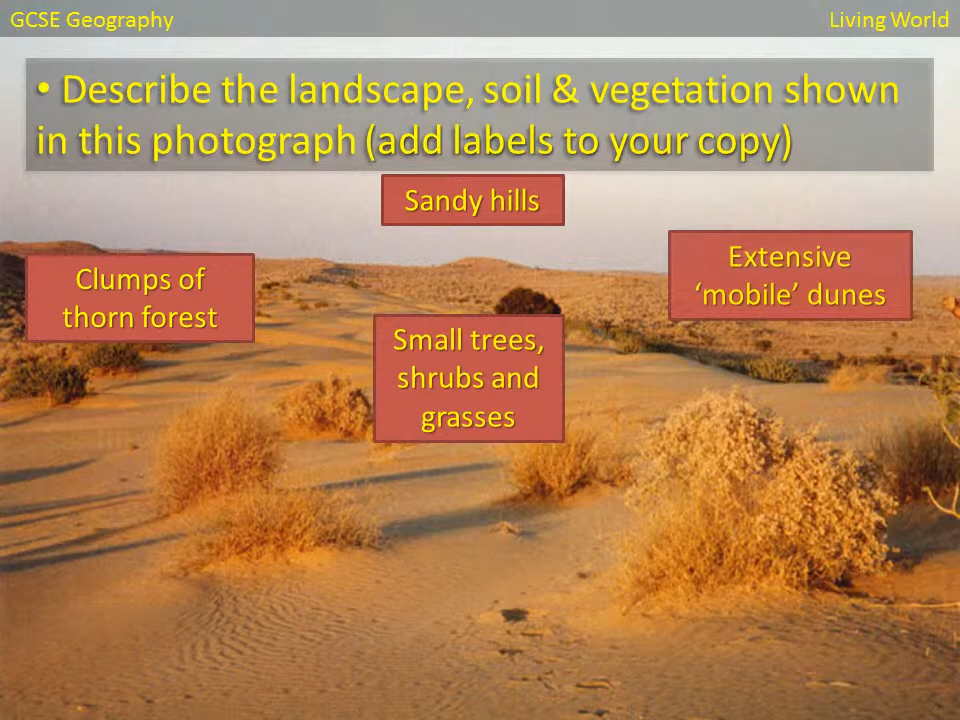 GCSE Geography
Living World
• Describe the landscape, soil & vegetation shown
in this photograph (add labels to your copy)
Sandy hills
Extensive
‘mobile’ dunes
Clumps of
thorn forest
Small trees,
shrubs and
grasses